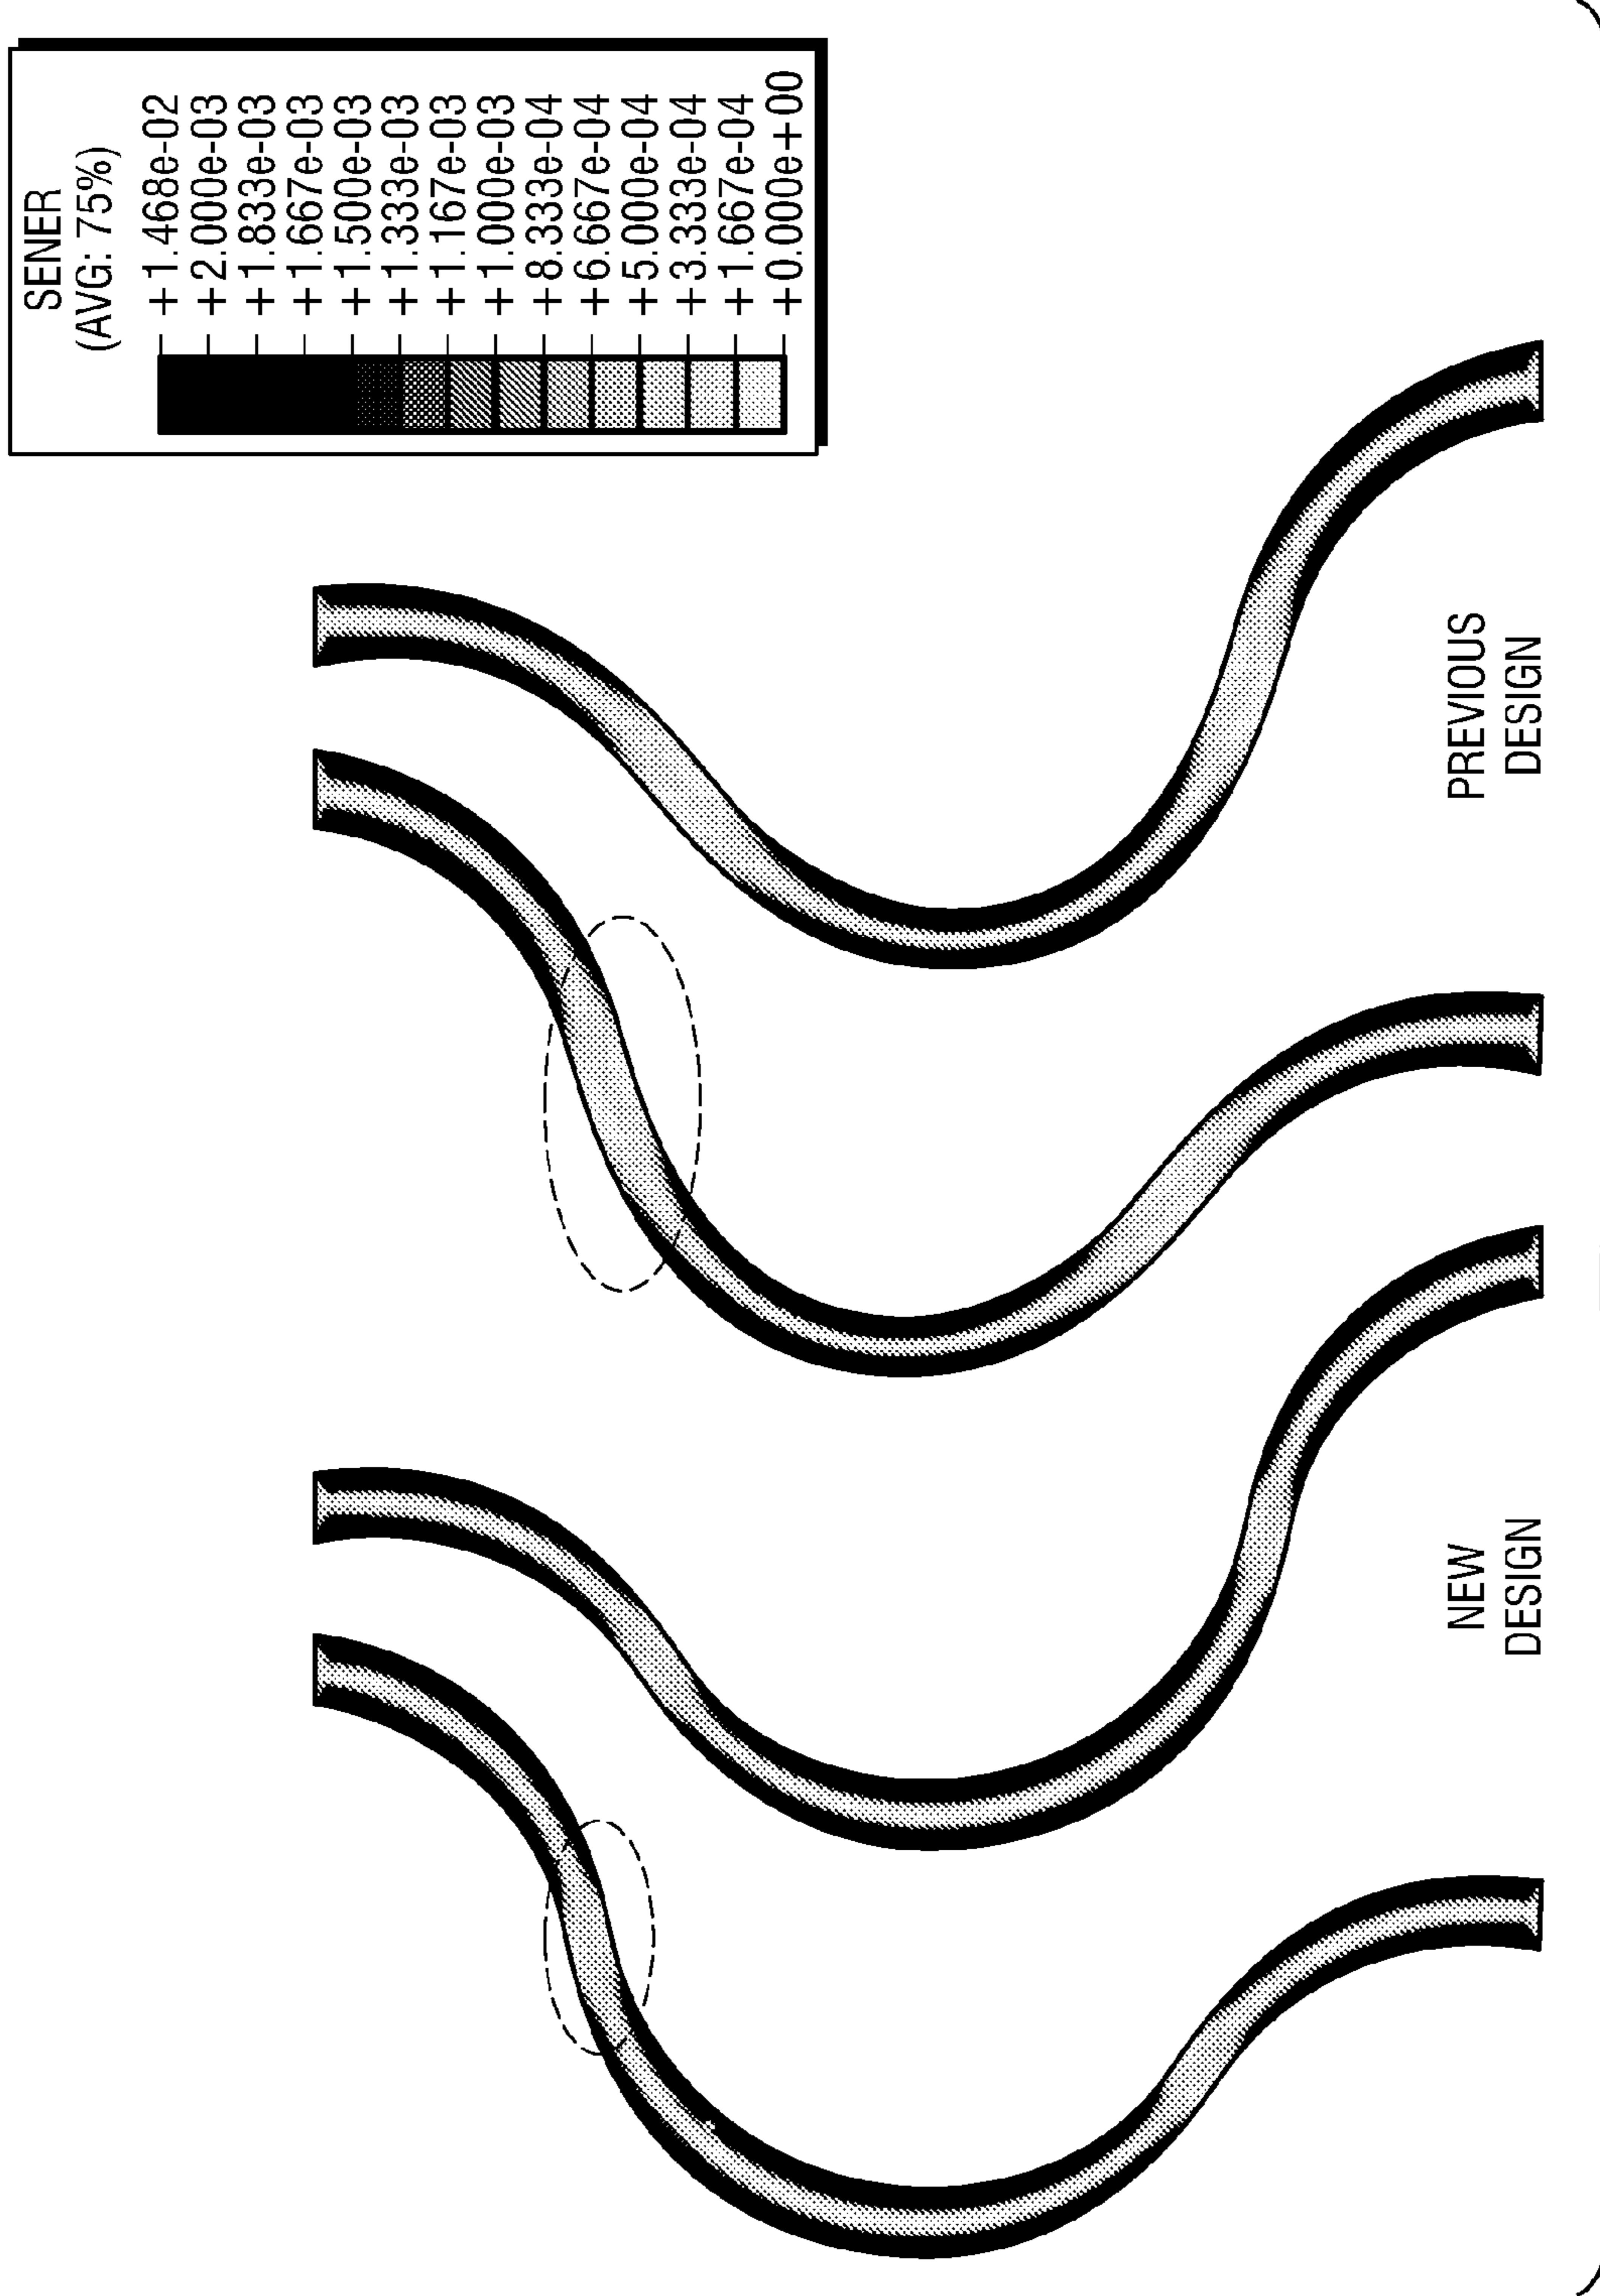 SENER
(AVG: 75%)
+1.468e-02
+2.000e-03
+1.833e-03
+1.667e-03
+1.500e-03
+1.333e-03
+1.167e-03
+1.000e-03
+8.333e-04
+6.667e-04
+5.000e-04
+3.333e-04
+1.667e-04
+0.000e+00
NEW
DESIGN
PREVIOUS
DESIGN